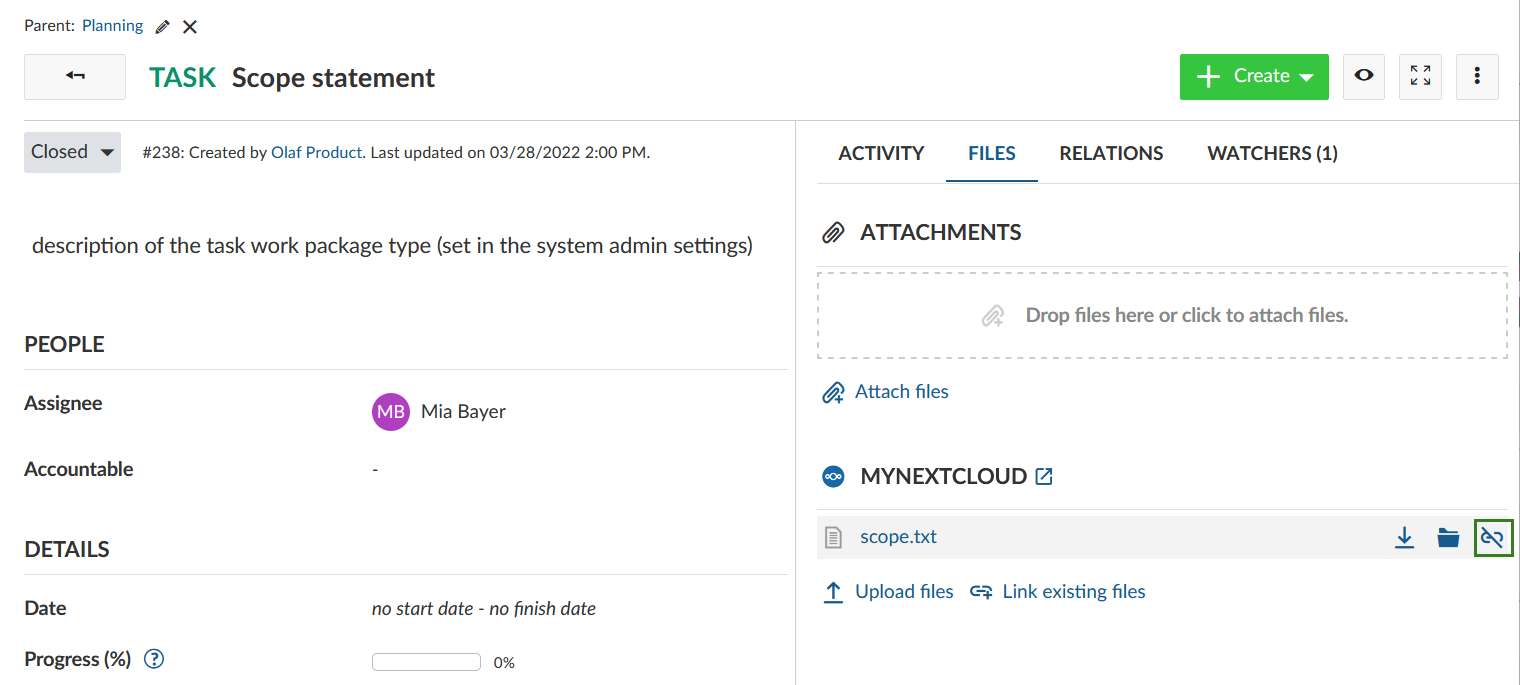 Parent: Planning
TASK Scope statement
Create
Closed
#238: Created by Olaf Product. Last updated on 03/28/2022 2:00 PM.
description of the task work package type (set in the system admin settings)
PEOPLE
Assignee
MB Mia Bayer
Accountable
-
DETAILS
Date
no start date - no finish date
Progress (%) ?
0%
ACTIVITY FILES RELATIONS WATCHERS (1)
ATTACHMENTS
Drop files here or click to attach files.
Attach files
MYNEXTCLOUD
scope.txt
Upload files Link existing files